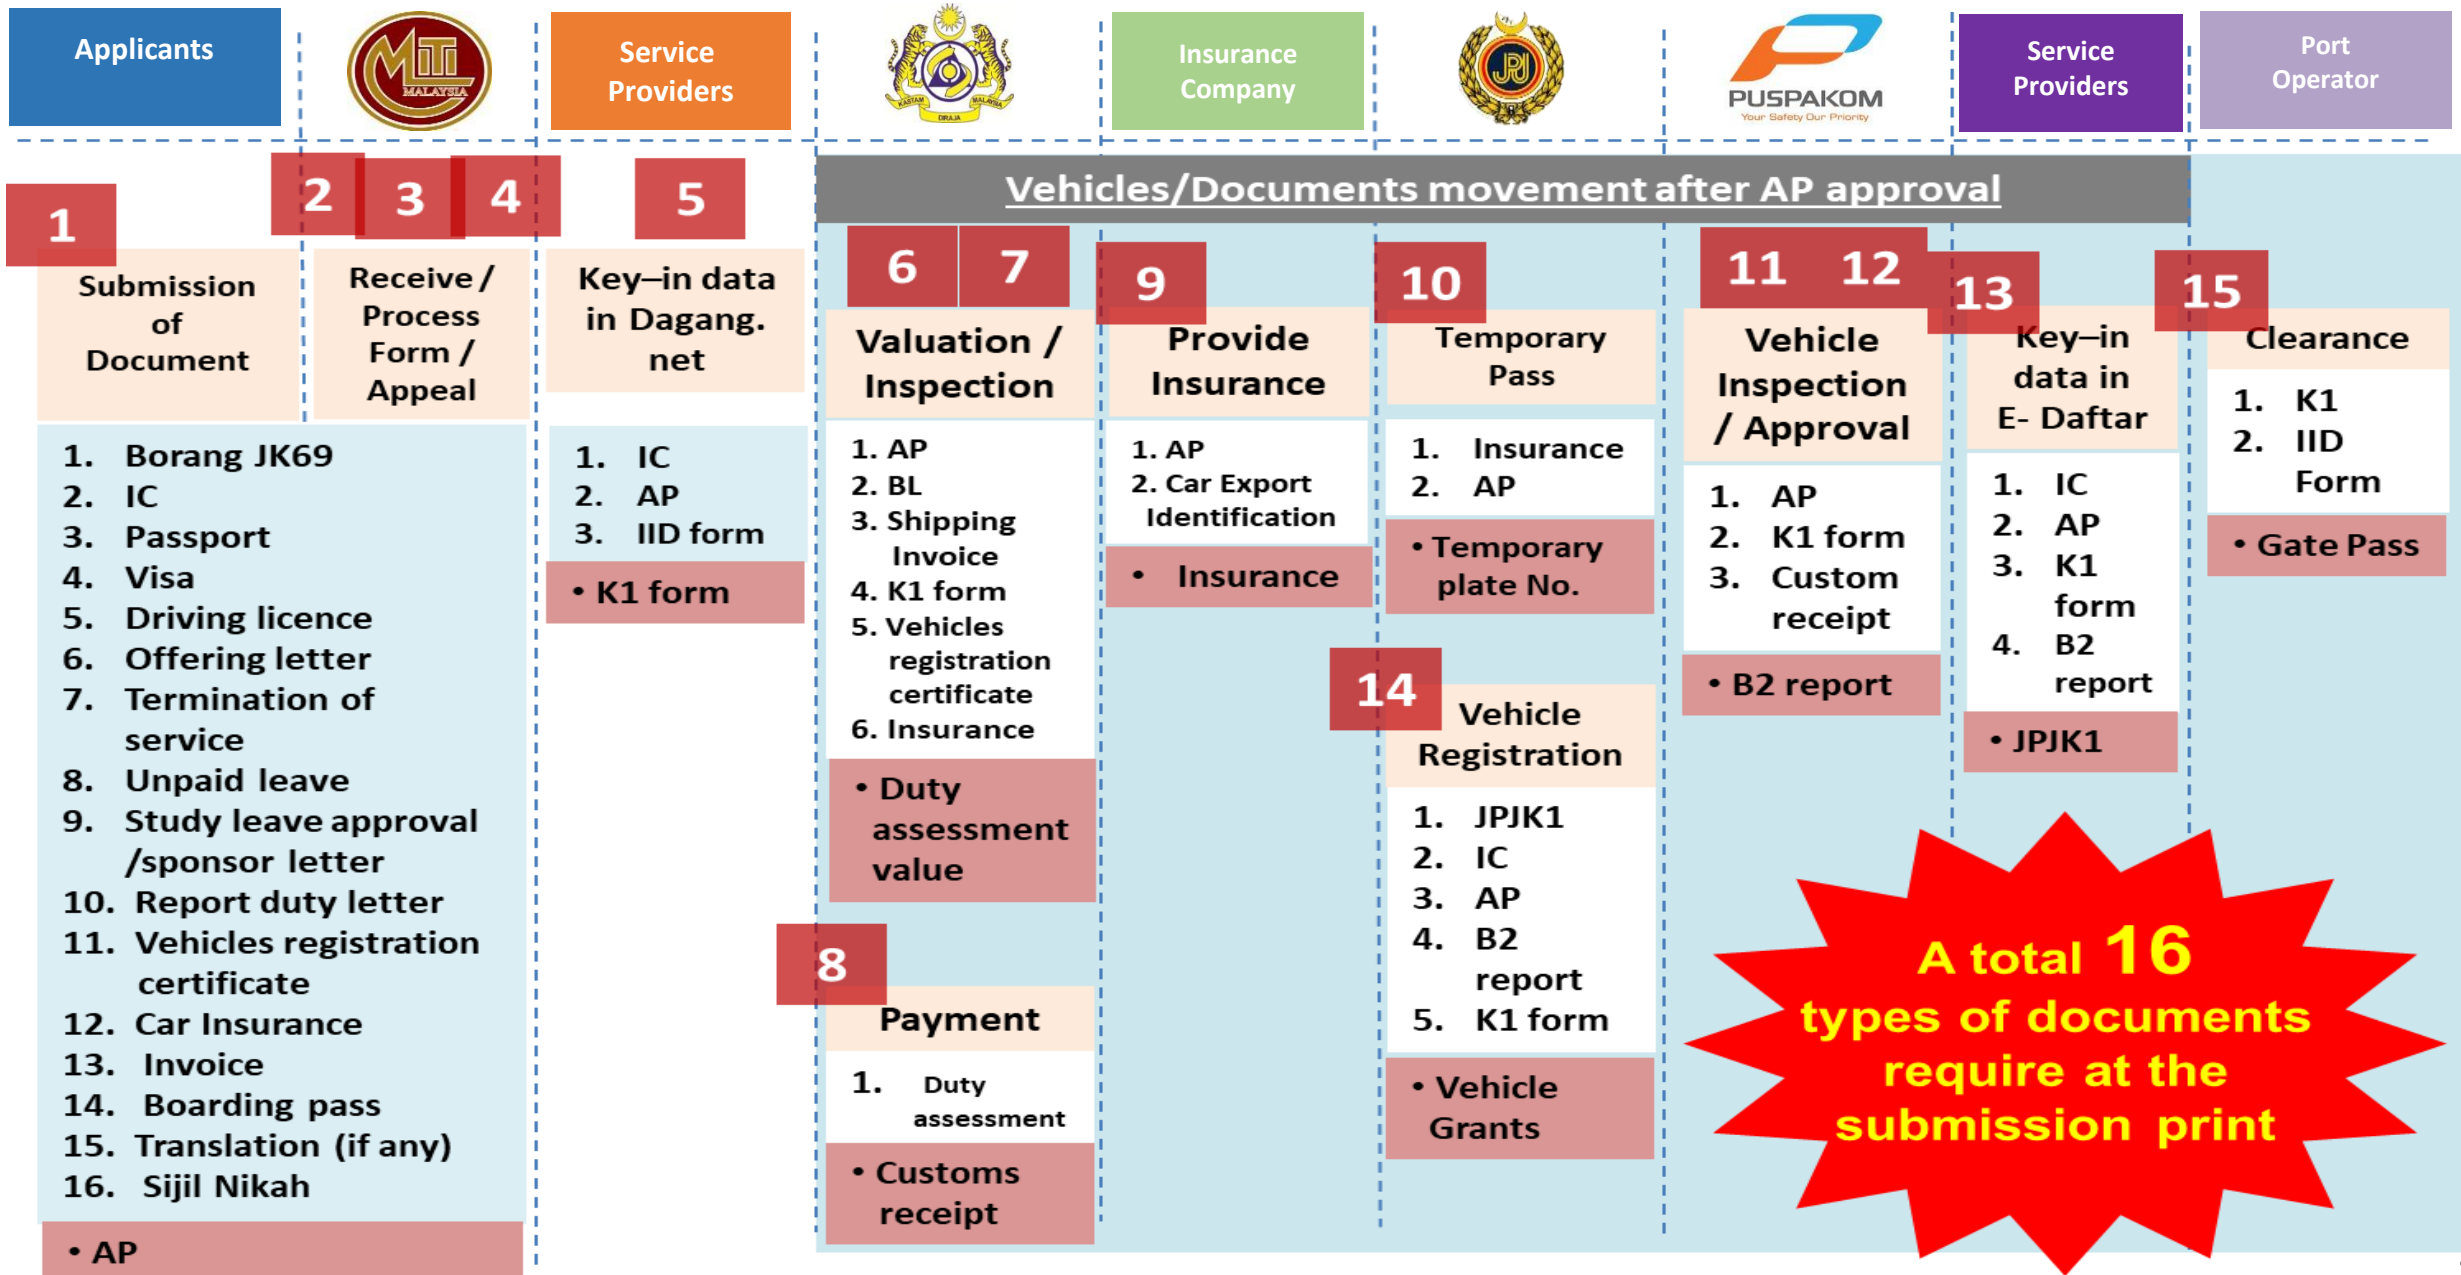 Applicants
MITI
MALAYSIA
Service
Providers
KASTAM
MALAYSIA
DIRAJA
Insurance
Company
JPJ
PUSPAKOM
Your Safety Our Priority
Service
Providers
Port
Operator
Vehicles/Documents movement after AP approval
1
Submission
of
Document
2
3
4
Receive /
Process
Form /
Appeal
1. Borang JK69
2. IC
3. Passport
4. Visa
5. Driving licence
6. Offering letter
7. Termination of
service
8. Unpaid leave
9. Study leave approval
/sponsor letter
10. Report duty letter
11. Vehicles registration
certificate
12. Car Insurance
13. Invoice
14. Boarding pass
15. Translation (if any)
16. Sijil Nikah
• AP
5
Key–in data
in Dagang.
net
1. IC
2. AP
3. IID form
• K1 form
6
7
Valuation /
Inspection
1. AP
2. BL
3. Shipping
Invoice
4. K1 form
5. Vehicles
registration
certificate
6. Insurance
• Duty
assessment
value
8
Payment
1. Duty
assessment
• Customs
receipt
9
Provide
Insurance
1. AP
2. Car Export
Identification
• Insurance
10
Temporary
Pass
1. Insurance
2. AP
• Temporary
plate No.
14
Vehicle
Registration
1. JPJK1
2. IC
3. AP
4. B2
report
5. K1 form
• Vehicle
Grants
11
12
Vehicle
Inspection
/ Approval
1. AP
2. K1 form
3. Custom
receipt
• B2 report
13
Key–in
data in
E- Daftar
1. IC
2. AP
3. K1
form
4. B2
report
• JPJK1
15
Clearance
1. K1
2. IID
Form
• Gate Pass
A total 16
types of documents
require at the
submission print